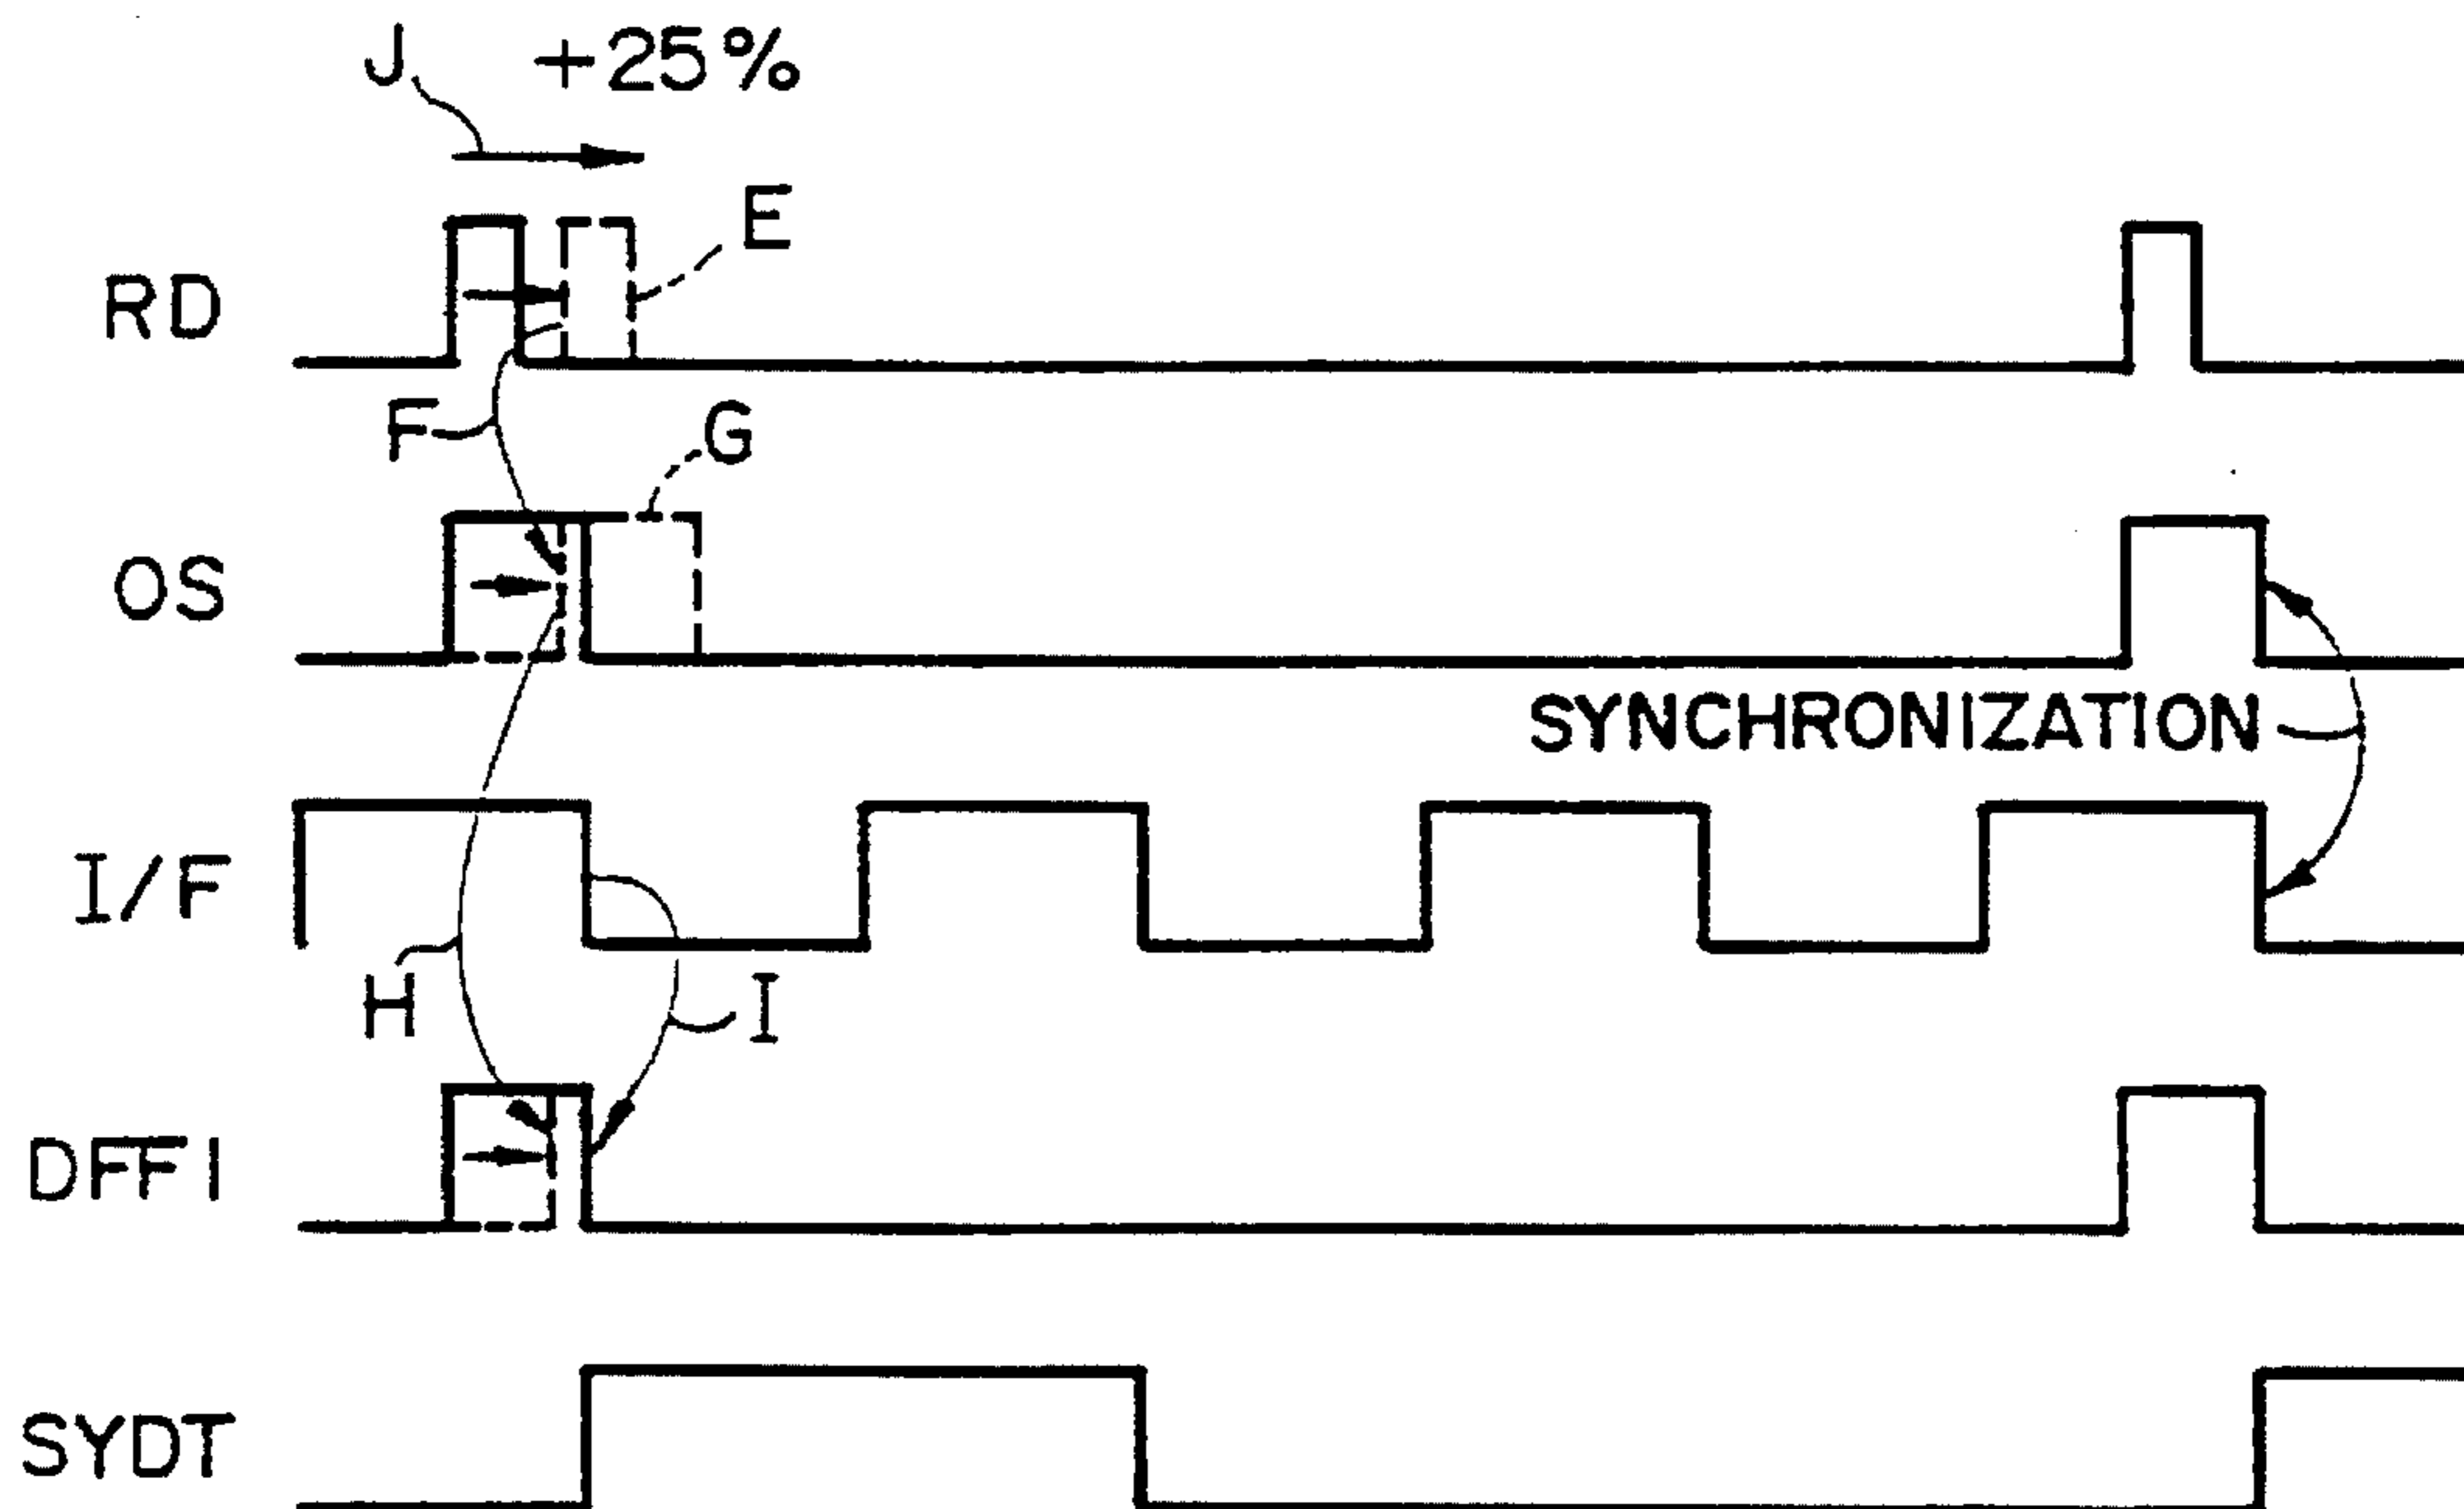 J +25%
E
RD
F
G
OS
SYNCHRONIZATION
I/F
H
I
DFF1
SYDT